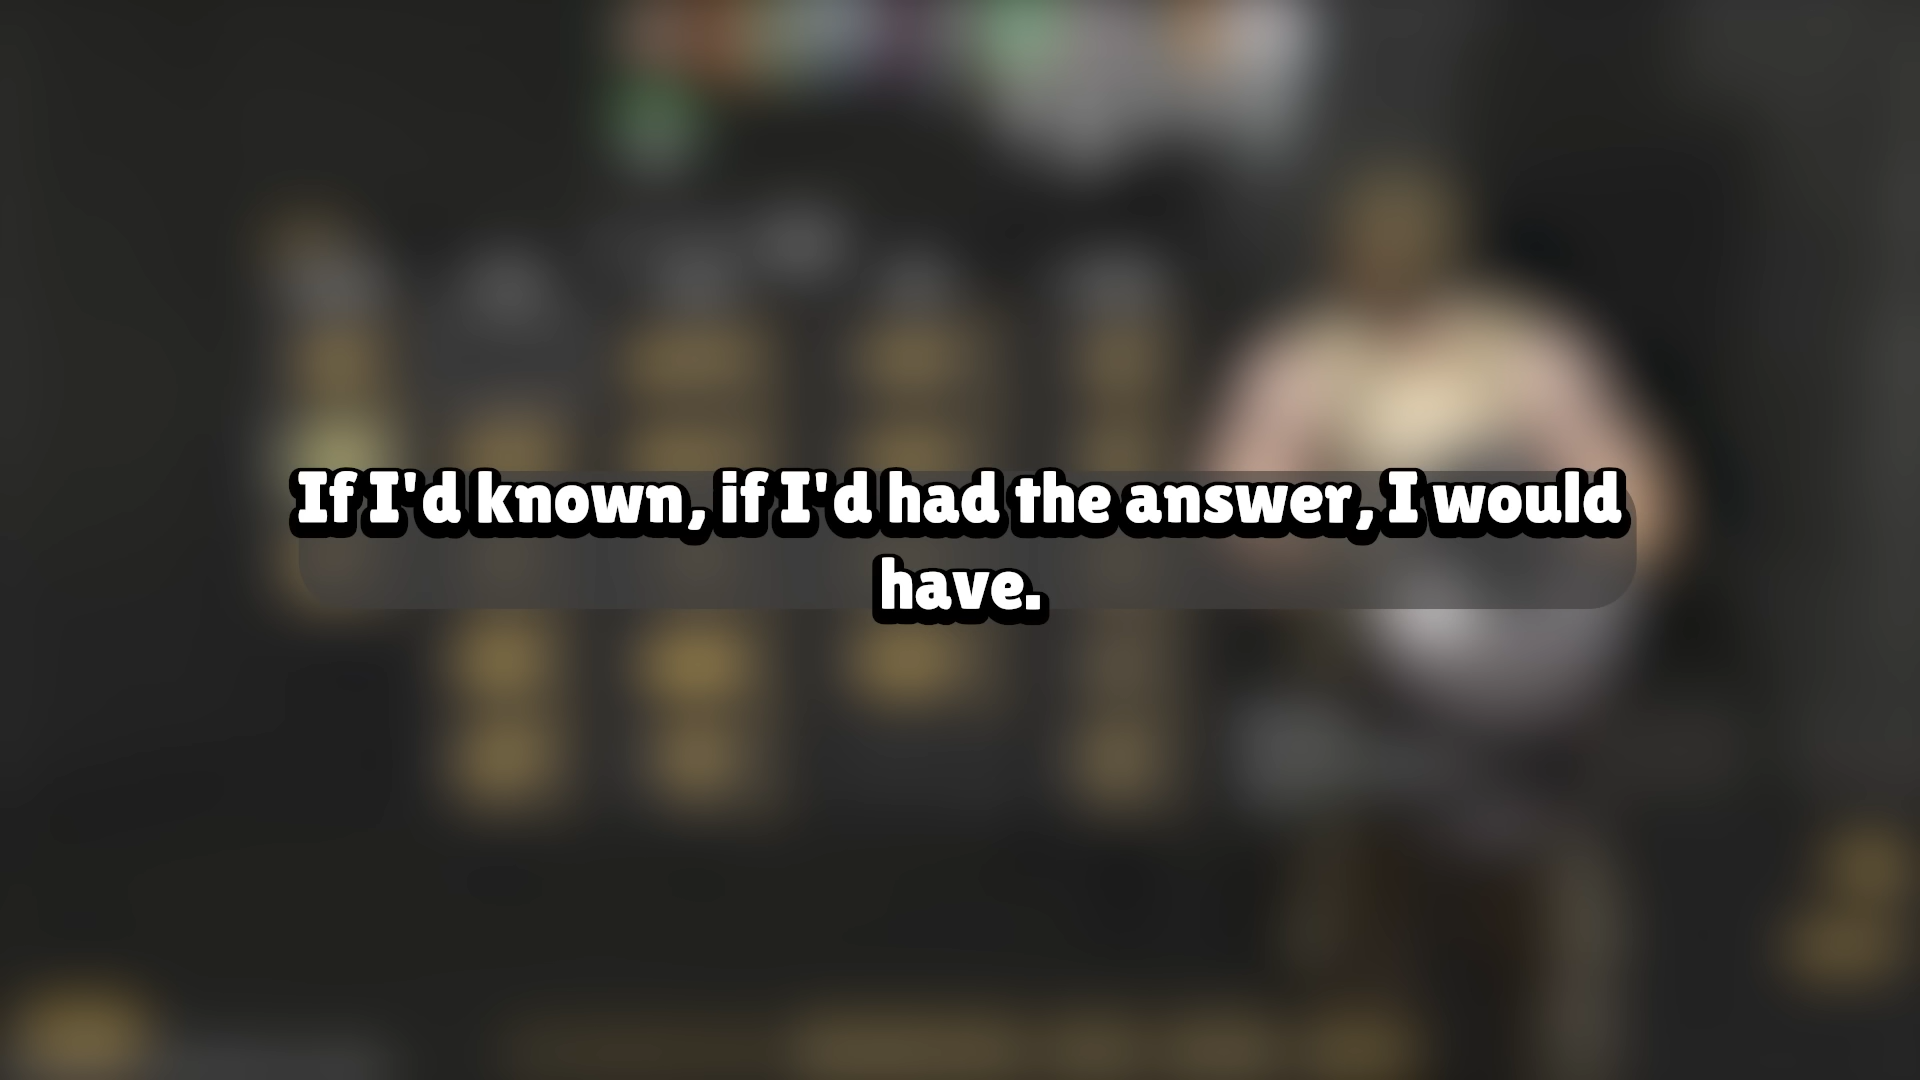 If I'd known, if I'd had the answer, I would
have.